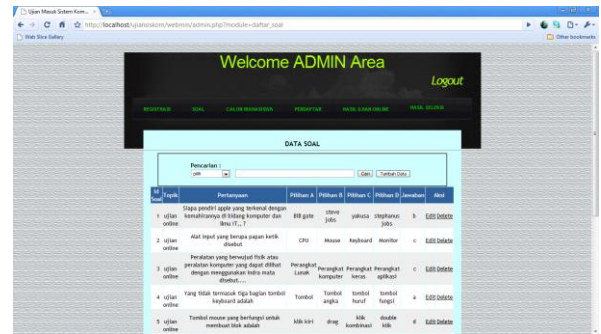 Ujian Masuk Sistem Kom...
http://localhost/ujiansiskom/webmin/admin.php?module=daftar_soal
Web Slice Gallery
Other bookmarks
Welcome ADMIN Area
Logout
REGISTRASI SOAL CALON MAHASISWA PENDAFTAR HASIL UJIAN ONLINE HASIL SELEKSI
DATA SOAL
Pencarian :
Cari Tambah Data
Id Soal Topik Pertanyaan Pilihan A Pilihan B Pilihan C Pilihan D Jawaban Aksi
1 ujian online Siapa pendiri apple yang terkenal dengan kemahirannya di bidang komputer dan ilmu IT,, ? Bill gate steve jobs yakusa stephanus jobs b Edit Delete
2 ujian online Alat input yang berupa papan ketik disebut CPU Mouse Keyboard Monitor c Edit Delete
3 ujian online Peralatan yang berwujud fisik atau peralatan komputer yang dapat dilihat dengan menggunakan indra mata disebut.... Perangkat Lunak Perangkat komputer Perangkat keras Perangkat aplikasi c Edit Delete
4 ujian online Yang tidak termasuk tiga bagian tombol keyboard adalah Tombol Tombol angka tombol huruf Tombol fungsi a Edit Delete
5 ujian online Tombol mouse yang berfungsi untuk membuat blok adalah klik kiri drag klik kombinasi double klik d Edit Delete